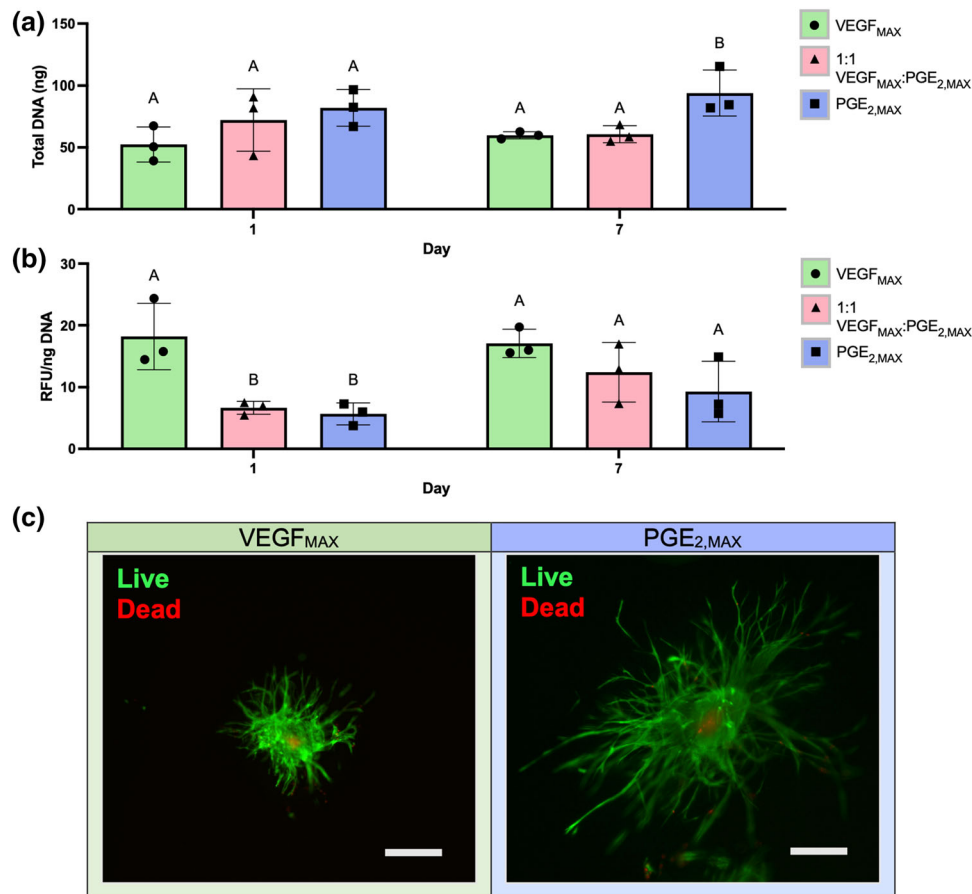 (a)
150
100
50
0
Total DNA (ng)
A
A
A
A
A
B
1
7
Day
VEGFMAX
1:1
VEGFMAX:PGE2,MAX
PGE2,MAX
(b)
30
20
10
0
RFU/ng DNA
A
B
B
A
A
A
1
7
Day
VEGFMAX
1:1
VEGFMAX:PGE2,MAX
PGE2,MAX
(c)
VEGFMAX
PGE2,MAX
Live
Dead
Live
Dead